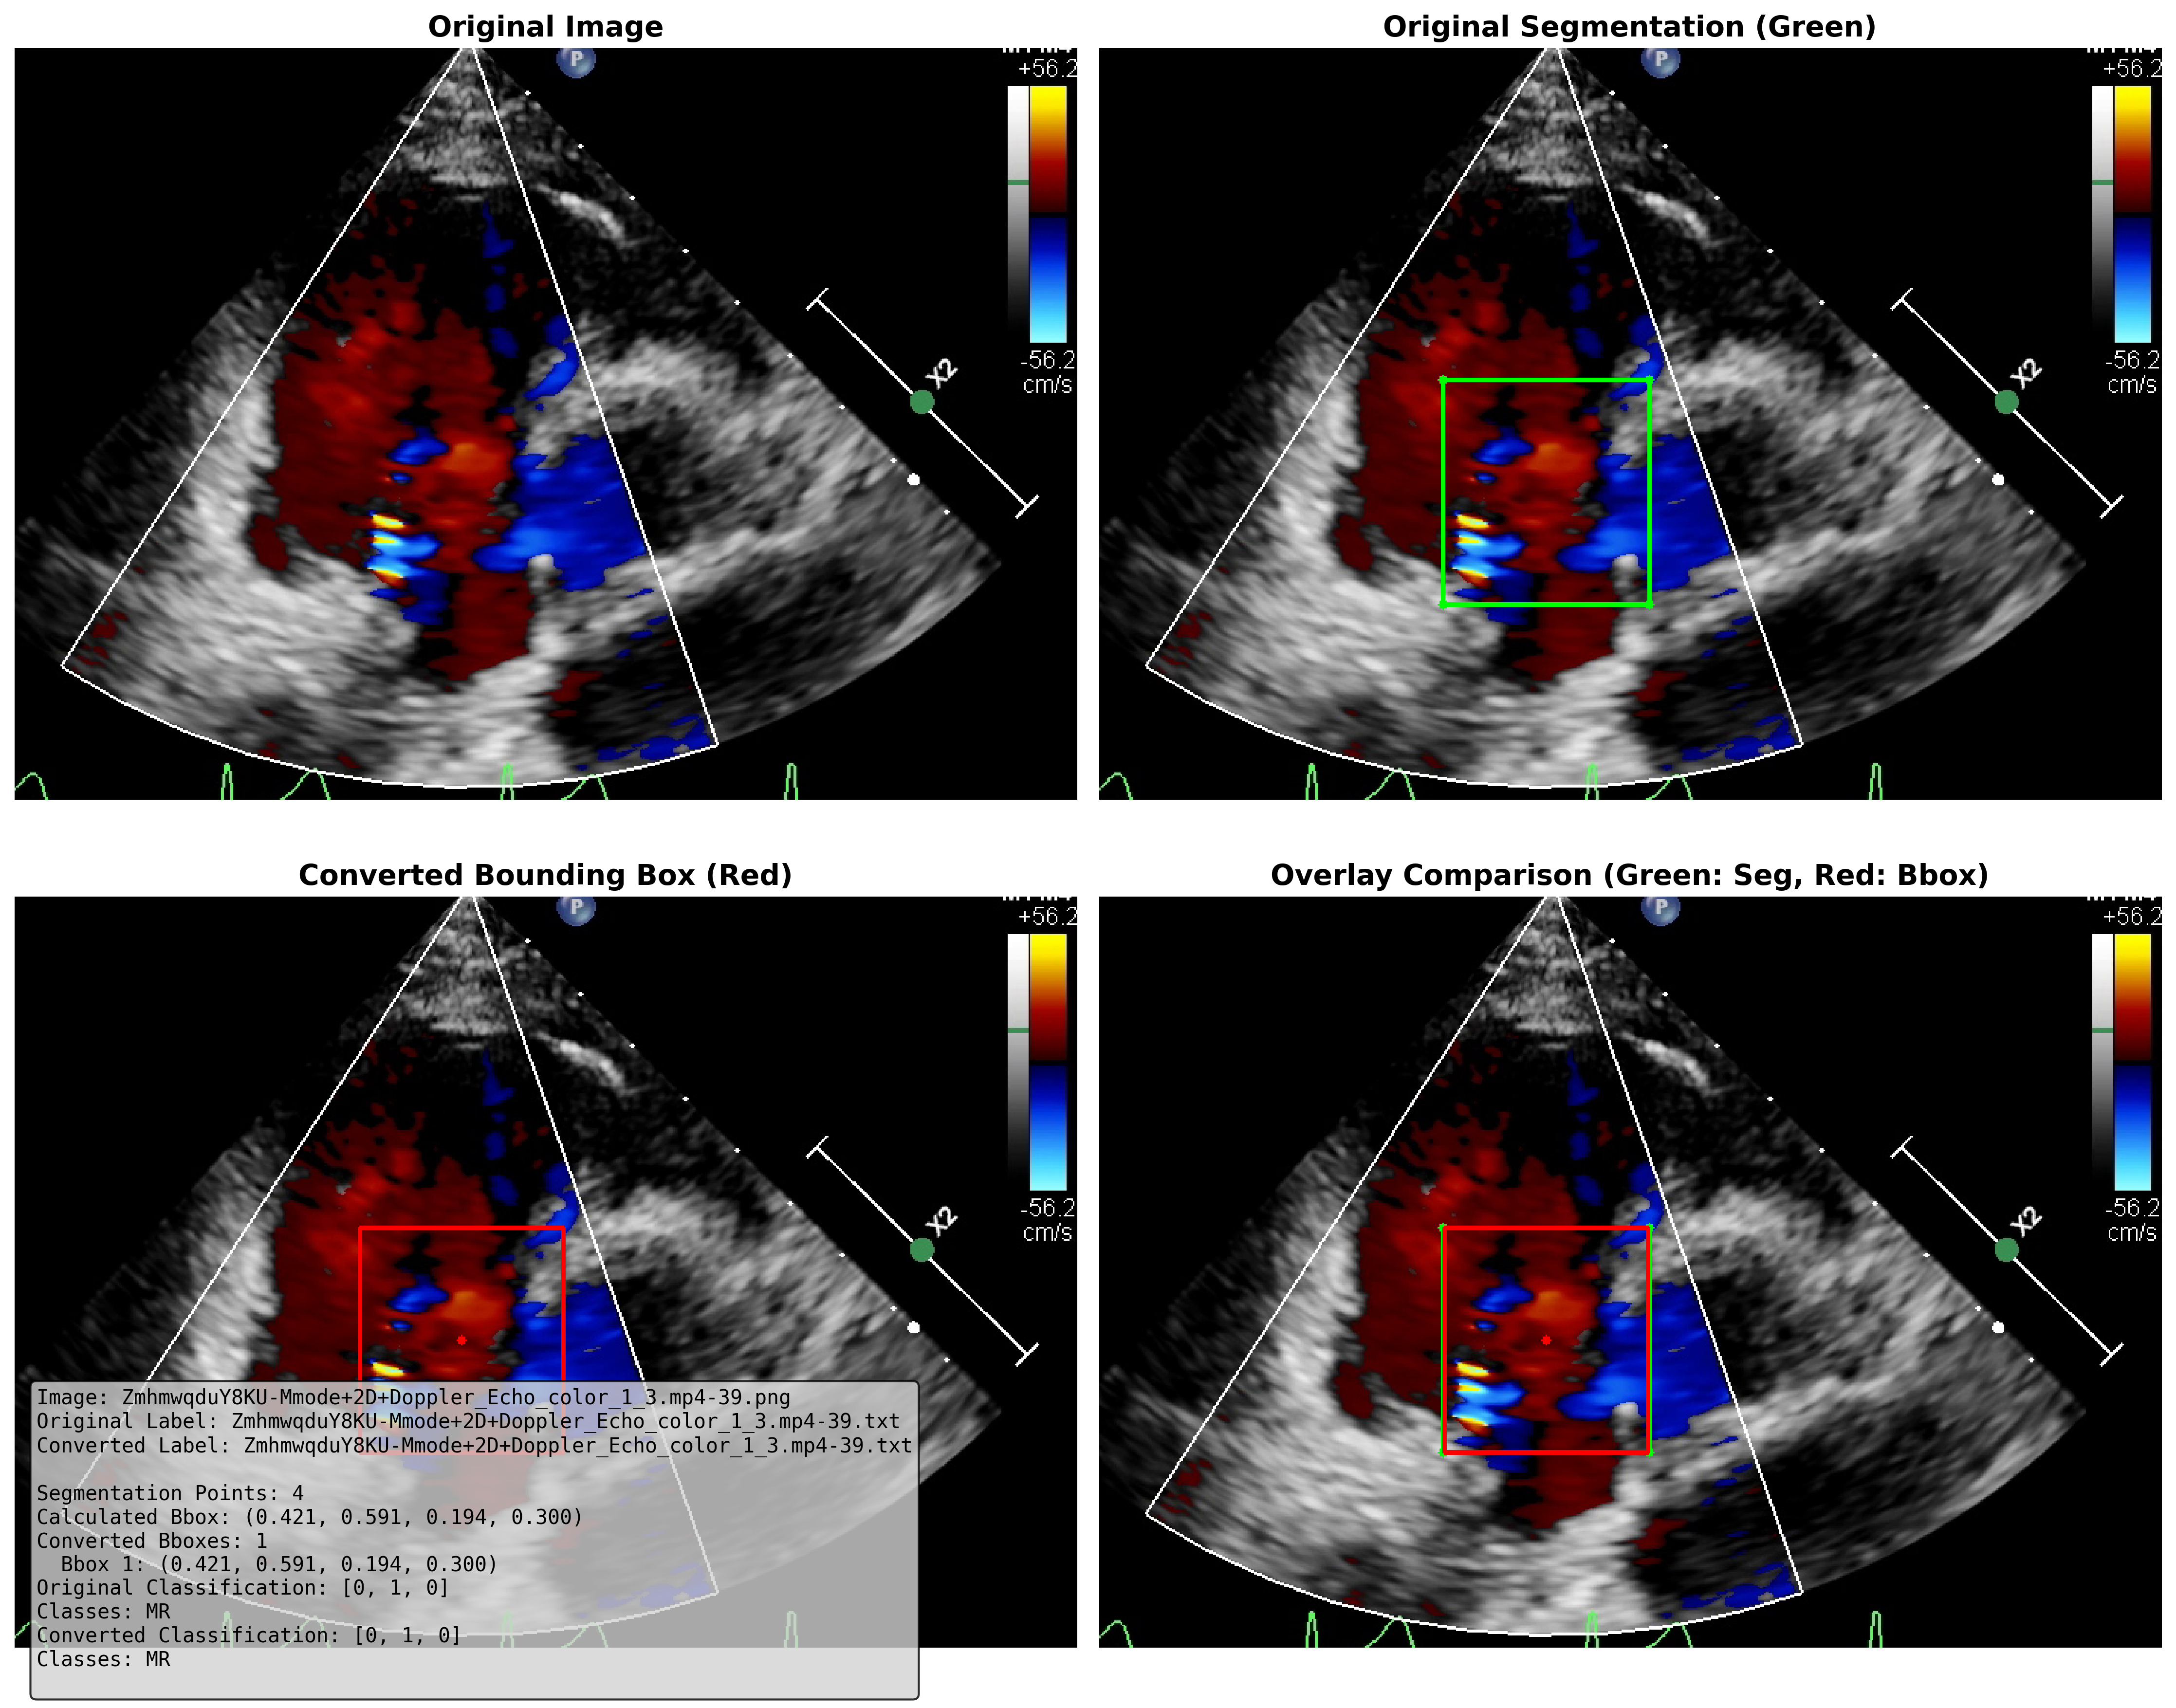 Original Image
P
+56.2
-56.2
cm/s
X2
Original Segmentation (Green)
P
+56.2
-56.2
cm/s
X2
Converted Bounding Box (Red)
P
+56.2
-56.2
cm/s
X2
Image: ZmhmwqduY8KU-Mmode+2D+Doppler_Echo_color_1_3.mp4-39.png
Original Label: ZmhmwqduY8KU-Mmode+2D+Doppler_Echo_color_1_3.mp4-39.txt
Converted Label: ZmhmwqduY8KU-Mmode+2D+Doppler_Echo_color_1_3.mp4-39.txt
Segmentation Points: 4
Calculated Bbox: (0.421, 0.591, 0.194, 0.300)
Converted Bboxes: 1
Bbox 1: (0.421, 0.591, 0.194, 0.300)
Original Classification: [0, 1, 0]
Classes: MR
Converted Classification: [0, 1, 0]
Classes: MR
Overlay Comparison (Green: Seg, Red: Bbox)
P
+56.2
-56.2
cm/s
X2